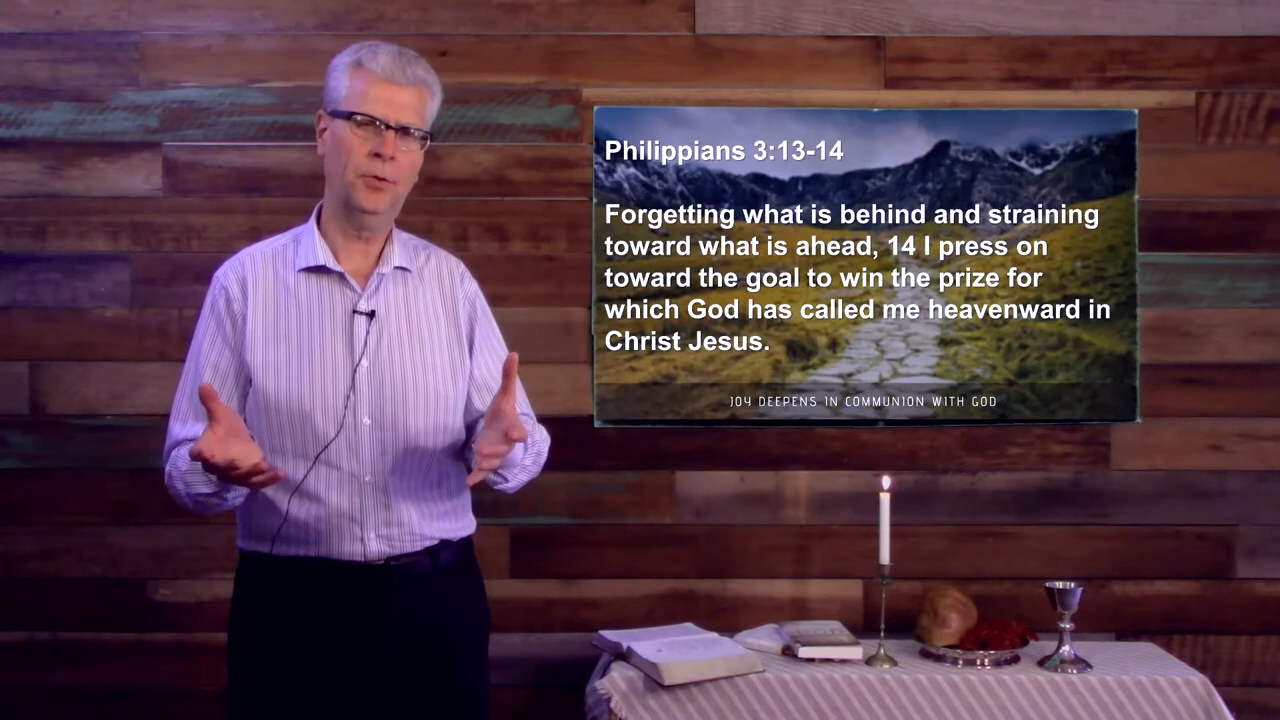 Philippians 3:13-14
Forgetting what is behind and straining
toward what is ahead, 14 I press on
toward the goal to win the prize for
which God has called me heavenward in
Christ Jesus.
JOY DEEPENS IN COMMUNION WITH GOD